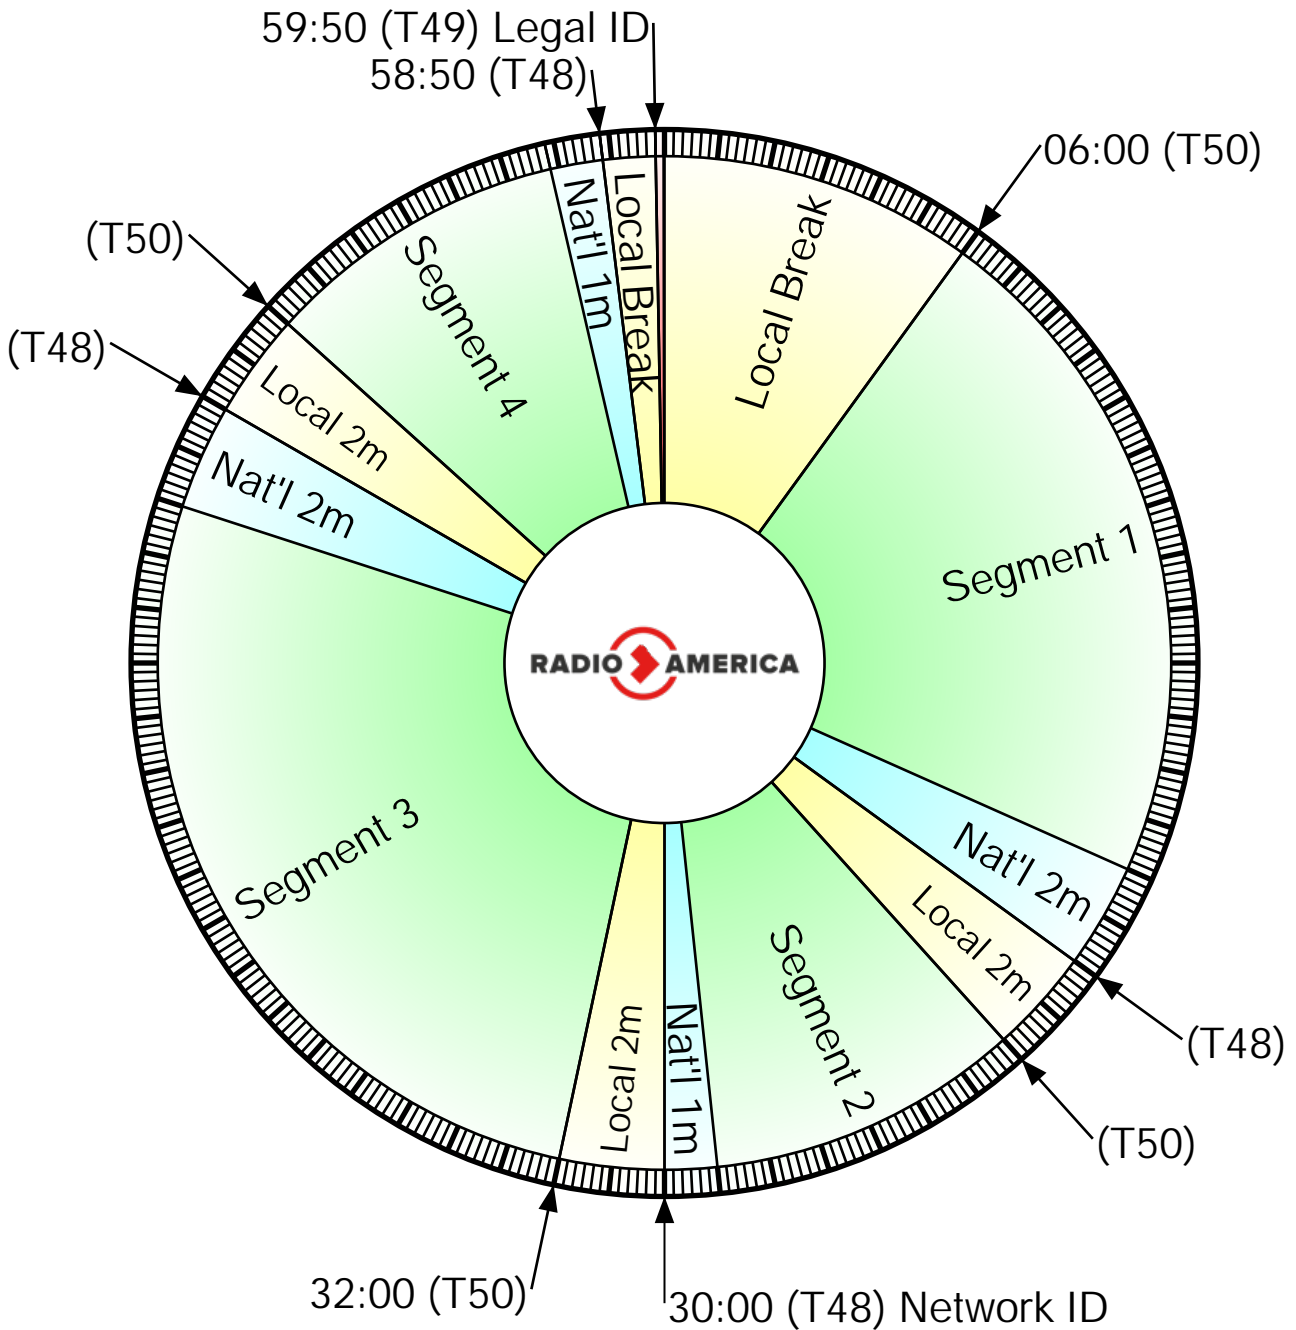 59:50 (T49) Legal ID
58:50 (T48)
06:00 (T50)
(T50)
(T48)
Local Break
Segment 1
Nat'l 2m
Local 2m
(T48)
(T50)
Segment 2
Nat'l 1m
30:00 (T48) Network ID
Local 2m
32:00 (T50)
Segment 3
Nat'l 2m
Local 2m
Segment 4
Nat'l 1m
Local Break
RADIO AMERICA